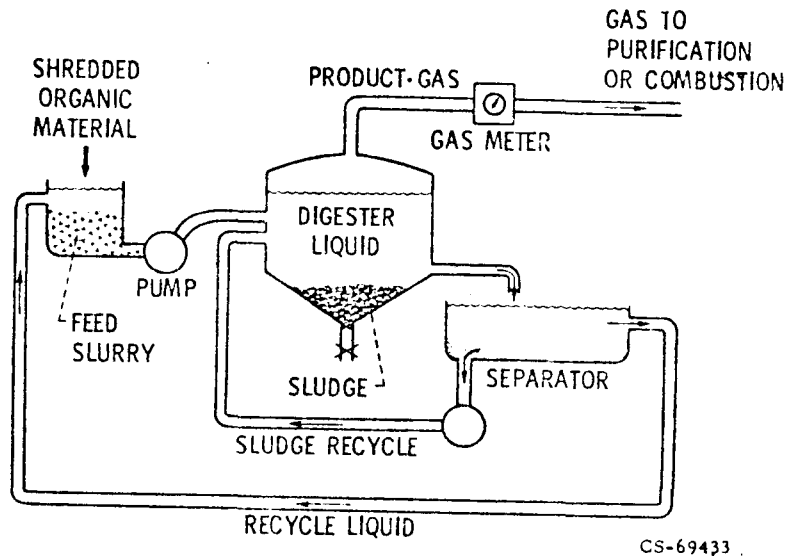 GAS TO
PURIFICATION
OR COMBUSTION
SHREDDED
ORGANIC
MATERIAL
PRODUCT-GAS
GAS METER
DIGESTER
LIQUID
PUMP
FEED
SLURRY
SLUDGE
SEPARATOR
SLUDGE RECYCLE
RECYCLE LIQUID
CS-69433